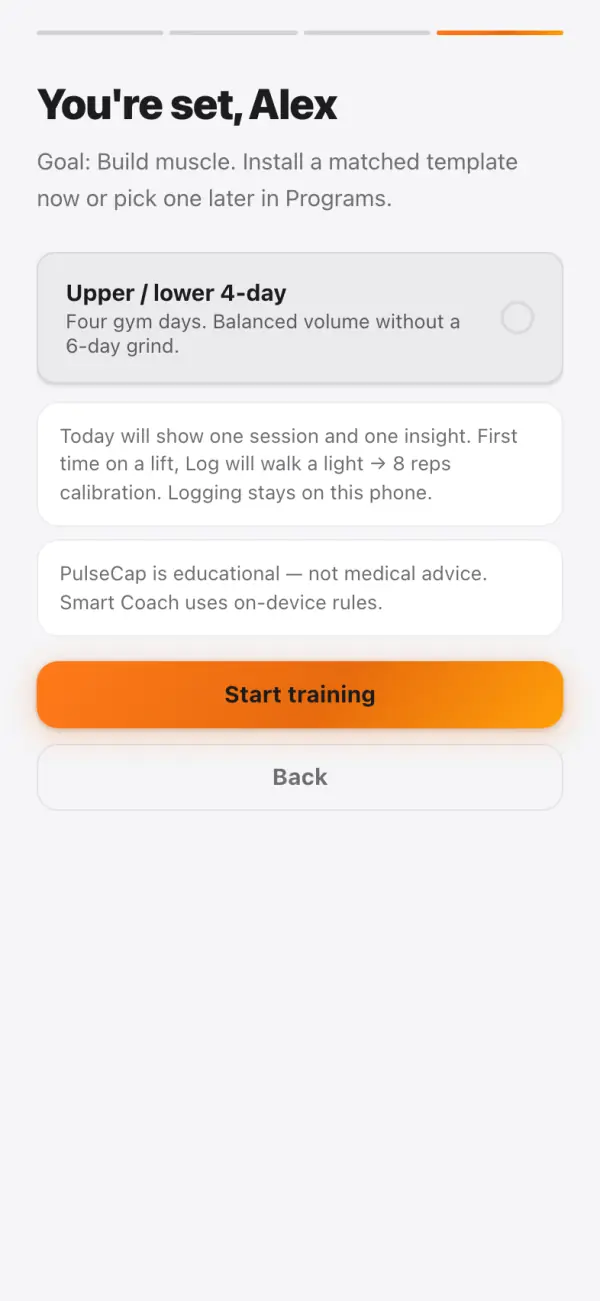 You're set, Alex
Goal: Build muscle. Install a matched template
now or pick one later in Programs.
Upper / lower 4-day
Four gym days. Balanced volume without a
6-day grind.
Today will show one session and one insight. First
time on a lift, Log will walk a light → 8 reps
calibration. Logging stays on this phone.
PulseCap is educational — not medical advice.
Smart Coach uses on-device rules.
Start training
Back